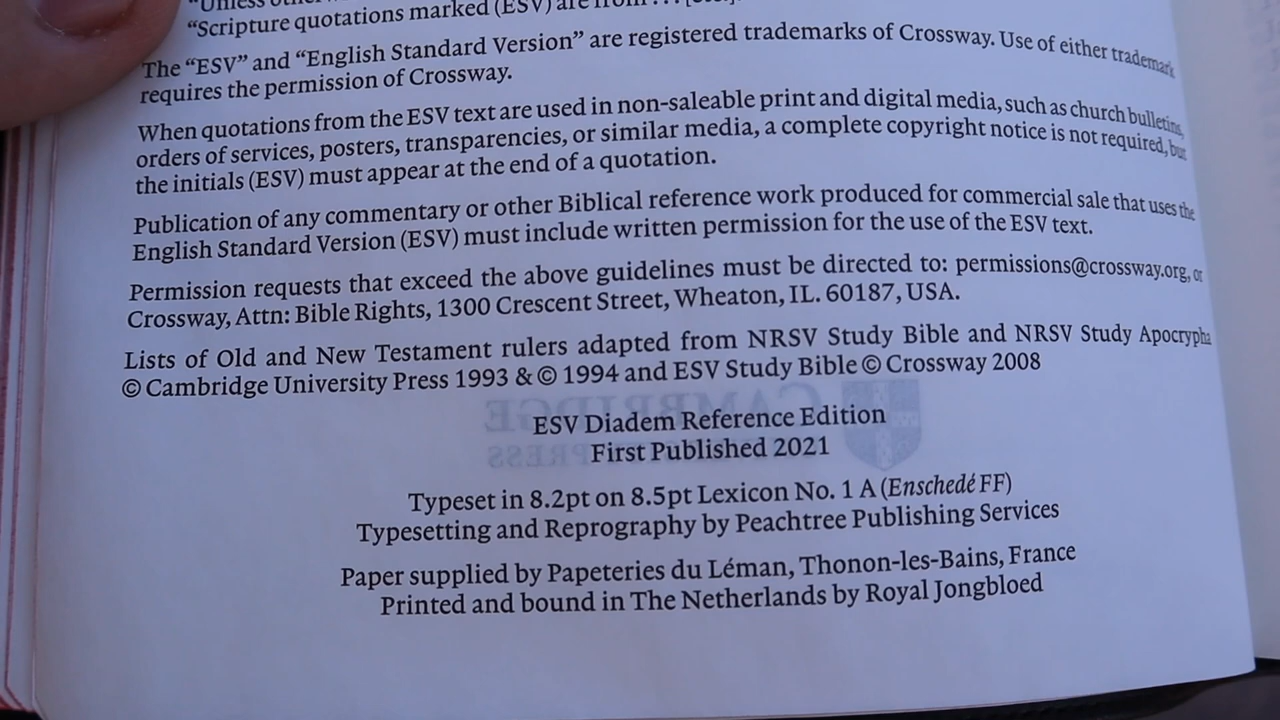 "Scripture quotations marked (ESV) are from . . .
The "ESV" and "English Standard Version" are registered trademarks of Crossway. Use of either trademark
requires the permission of Crossway.
When quotations from the ESV text are used in non-saleable print and digital media, such as church bulletins,
orders of services, posters, transparencies, or similar media, a complete copyright notice is not required, but
the initials (ESV) must appear at the end of a quotation.
Publication of any commentary or other Biblical reference work produced for commercial sale that uses the
English Standard Version (ESV) must include written permission for the use of the ESV text.
Permission requests that exceed the above guidelines must be directed to: permissions@crossway.org, or
Crossway, Attn: Bible Rights, 1300 Crescent Street, Wheaton, IL. 60187, USA.
Lists of Old and New Testament rulers adapted from NRSV Study Bible and NRSV Study Apocrypha
© Cambridge University Press 1993 & © 1994 and ESV Study Bible © Crossway 2008
ESV Diadem Reference Edition
First Published 2021
Typeset in 8.2pt on 8.5pt Lexicon No. 1 A (Enschedé FF)
Typesetting and Reprography by Peachtree Publishing Services
Paper supplied by Papeteries du Léman, Thonon-les-Bains, France
Printed and bound in The Netherlands by Royal Jongbloed